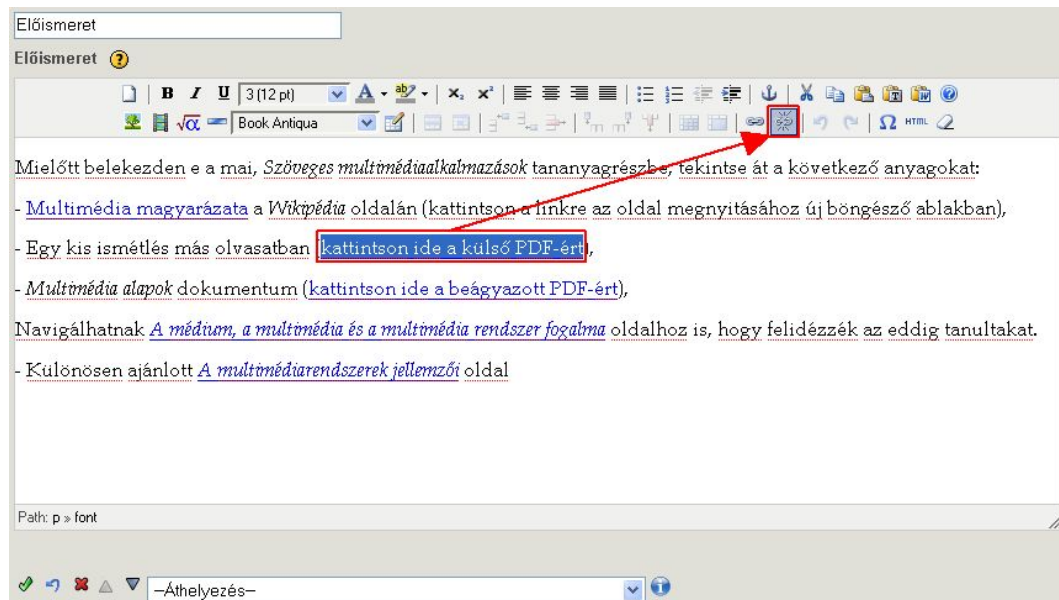 Előismeret
Előismeret ?
B I U 3 (12 pt) A ab x₂ x² W
√α Book Antiqua Ω HTML
Mielőtt belekezden e a mai, Szöveges multimédiaalkalmazások tananyagrészbe, tekintse át a következő anyagokat:
- Multimédia magyarázata a Wikipédia oldalán (kattintson a linkre az oldal megnyitásához új böngésző ablakban),
- Egy kis ismétlés más olvasatban (kattintson ide a külső PDF-ért),
- Multimédia alapok dokumentum (kattintson ide a beágyazott PDF-ért),
Navigálhatnak A médium, a multimédia és a multimédia rendszer fogalma oldalhoz is, hogy felidézzék az eddig tanultakat.
- Különösen ajánlott A multimédiarendszerek jellemzői oldal
Path: p » font
–Áthelyezés–